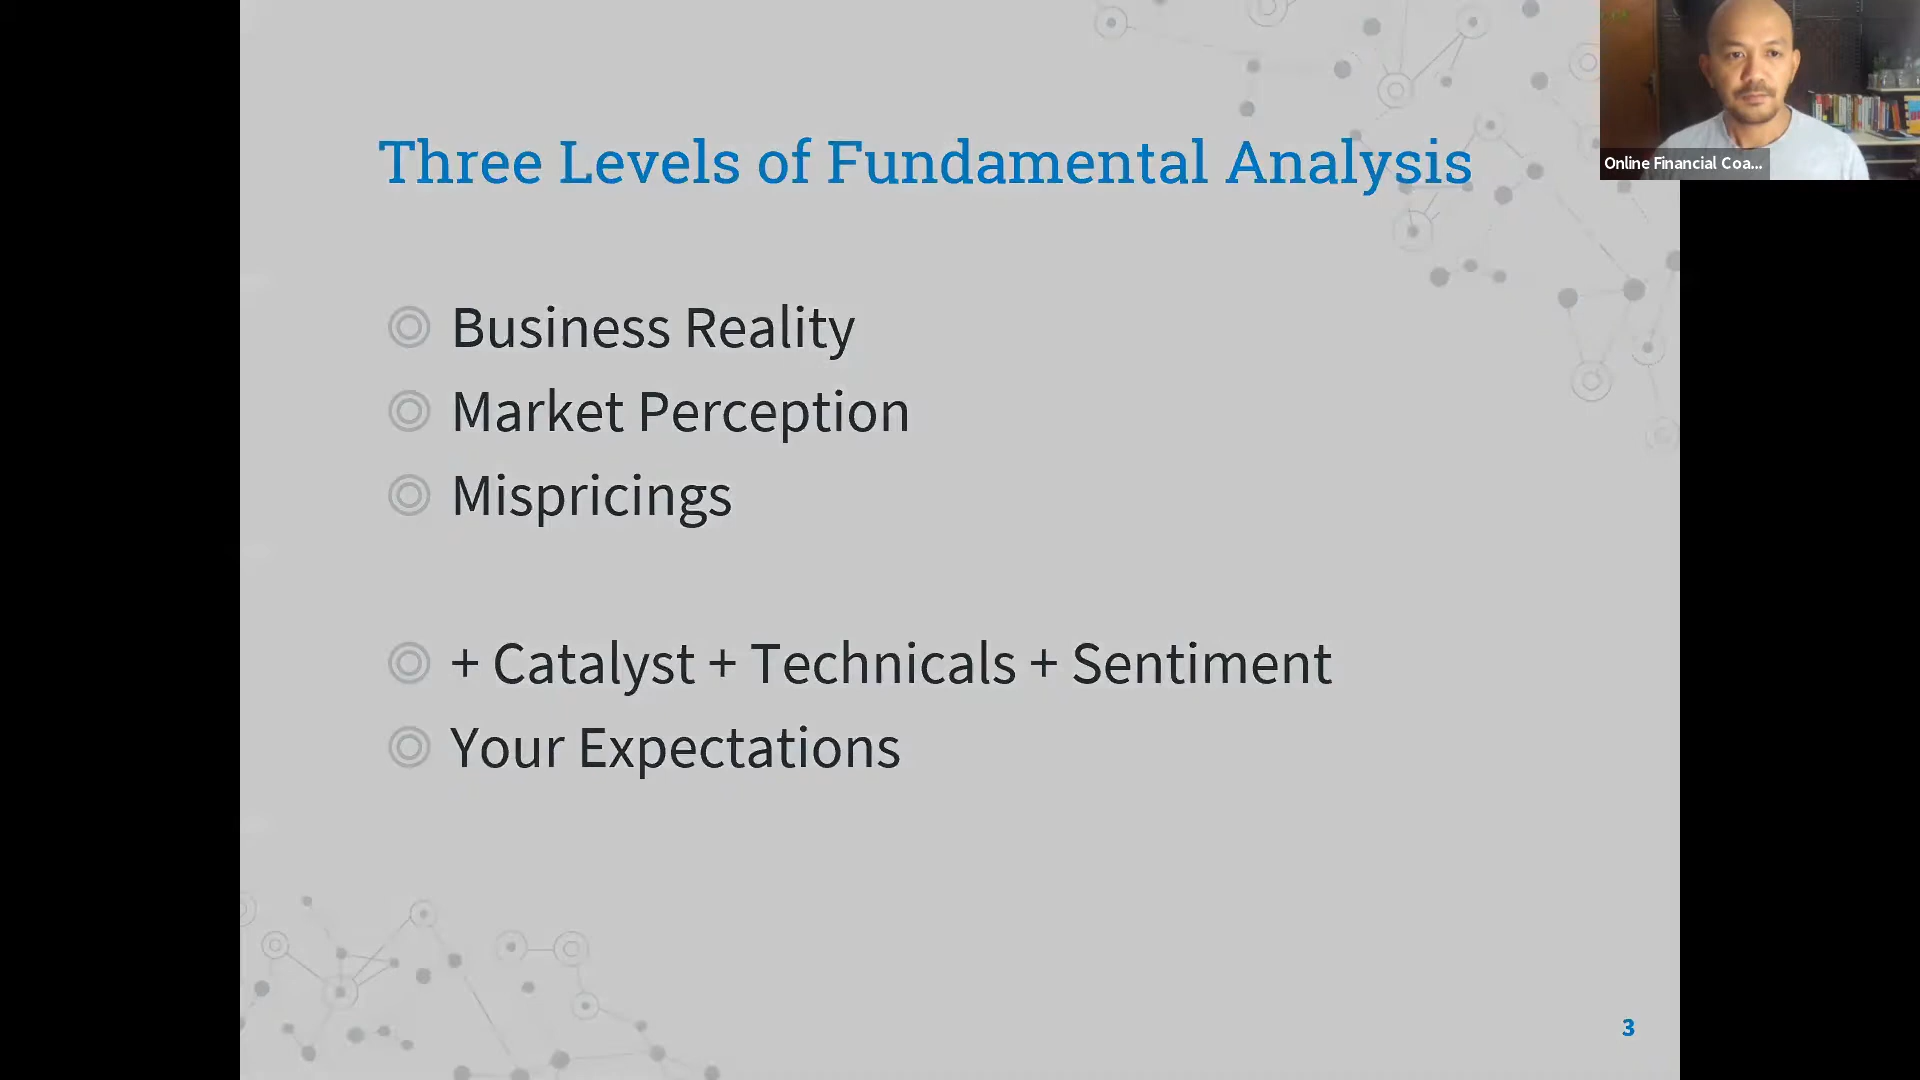 Three Levels of Fundamental Analysis
Online Financial Coa...
Business Reality
Market Perception
Mispricings
+ Catalyst + Technicals + Sentiment
Your Expectations
3